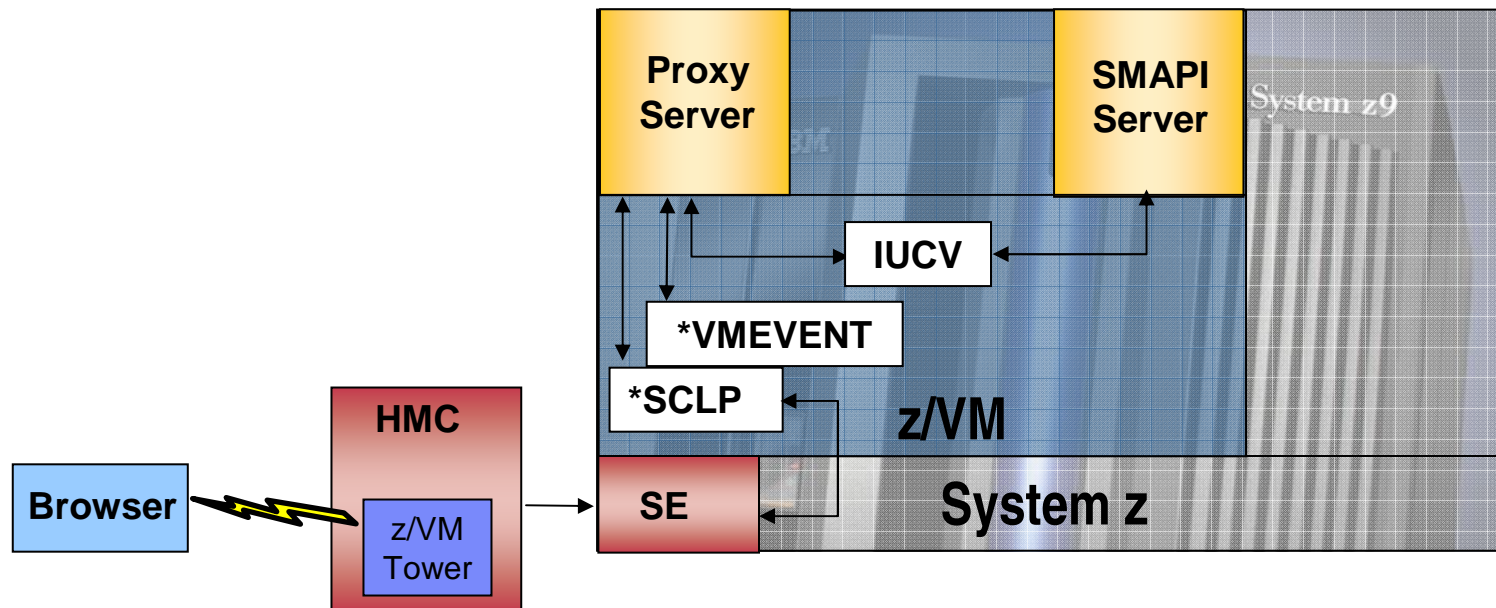 Proxy
Server
SMAPI
Server
System z9
IUCV
*VMEVENT
*SCLP
z/VM
HMC
Browser
z/VM
Tower
SE
System z